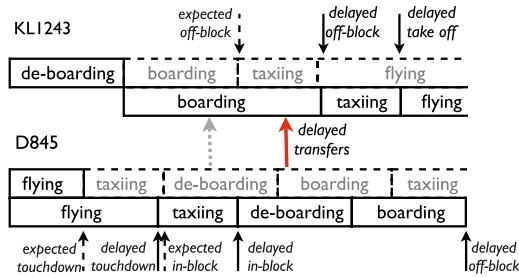 expected delayed delayed
KL1243 off-block off-block take off
de-boarding boarding taxiing flying
boarding taxiing flying
delayed
D845 transfers
flying taxiing de-boarding boarding taxiing
flying taxiing de-boarding boarding
expected delayed expected delayed delayed
touchdown touchdown in-block in-block off-block